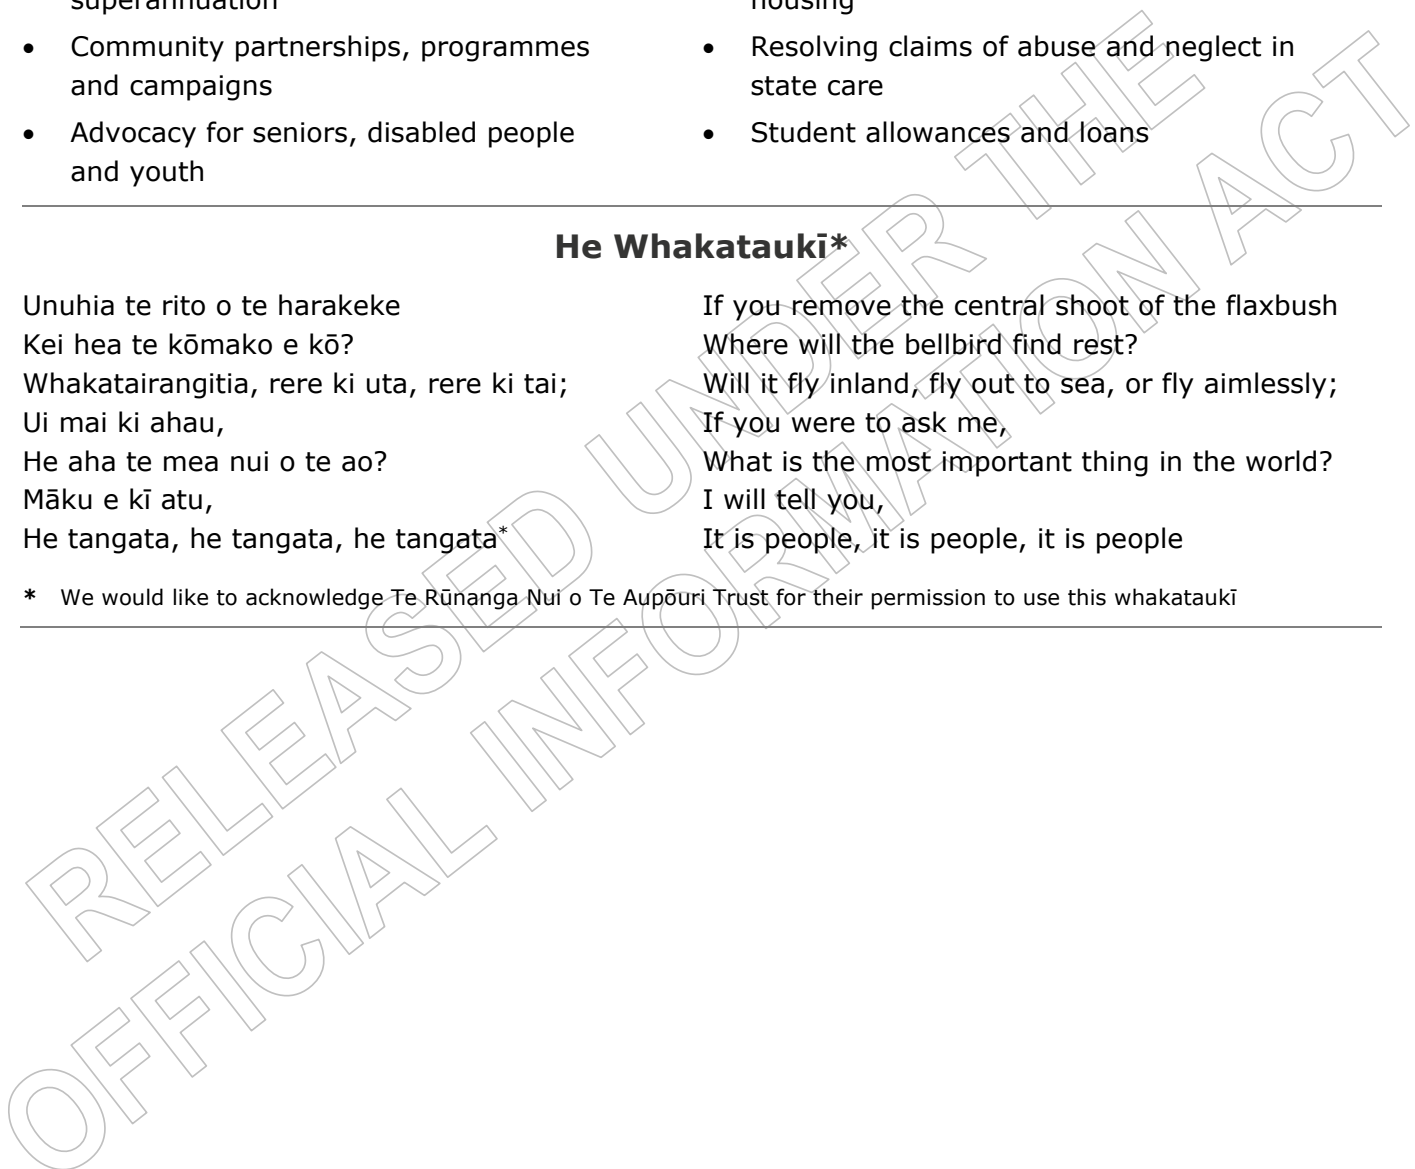 superannuation
• Community partnerships, programmes
and campaigns
• Advocacy for seniors, disabled people
and youth
housing
• Resolving claims of abuse and neglect in
state care
• Student allowances and loans
He Whakataukī*
Unuhia te rito o te harakeke
Kei hea te kōmako e kō?
Whakatairangitia, rere ki uta, rere ki tai;
Ui mai ki ahau,
He aha te mea nui o te ao?
Māku e kī atu,
He tangata, he tangata, he tangata*
If you remove the central shoot of the flaxbush
Where will the bellbird find rest?
Will it fly inland, fly out to sea, or fly aimlessly;
If you were to ask me,
What is the most important thing in the world?
I will tell you,
It is people, it is people, it is people
* We would like to acknowledge Te Rūnanga Nui o Te Aupōuri Trust for their permission to use this whakataukī
RELEASED UNDER THE
OFFICIAL INFORMATION ACT